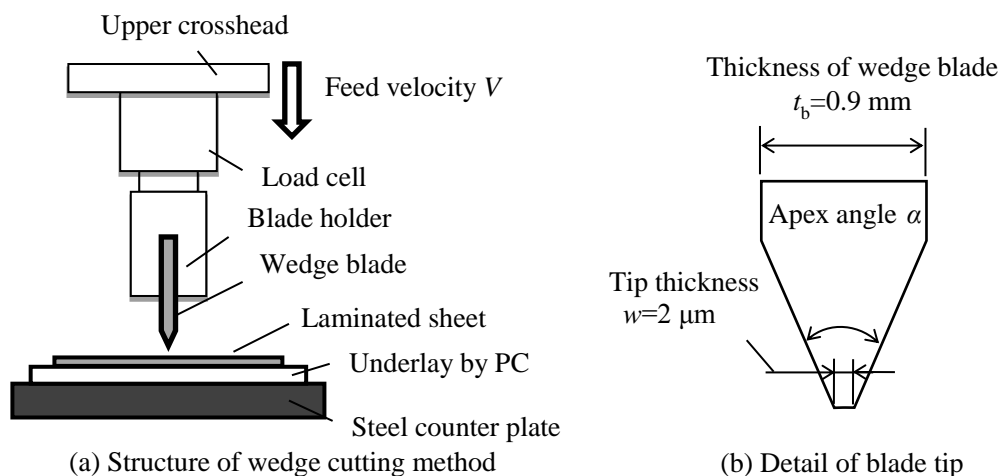 Upper crosshead
Feed velocity V
Load cell
Blade holder
Wedge blade
Laminated sheet
Underlay by PC
Steel counter plate
(a) Structure of wedge cutting method
Thickness of wedge blade
t_b=0.9 mm
Apex angle α
Tip thickness
w=2 μm
(b) Detail of blade tip